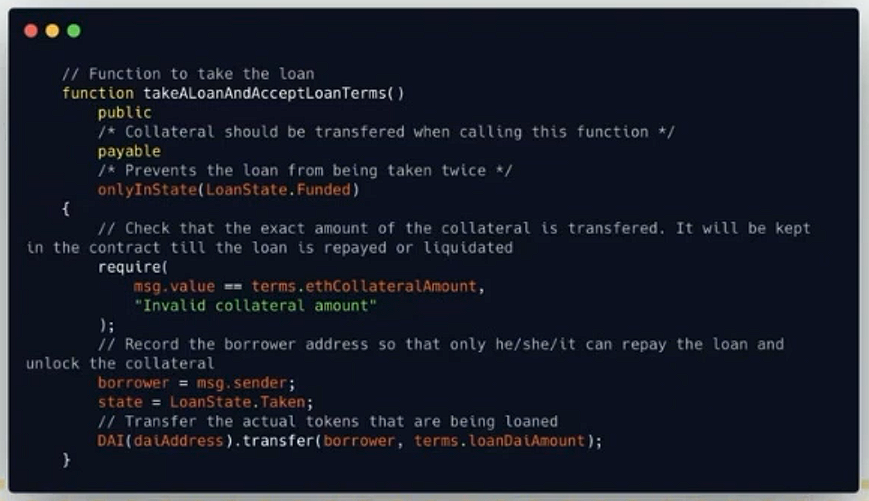 // Function to take the loan
function takeALoanAndAcceptLoanTerms()
public
/* Collateral should be transfered when calling this function */
payable
/* Prevents the loan from being taken twice */
onlyInState(LoanState.Funded)
{
// Check that the exact amount of the collateral is transfered. It will be kept
in the contract till the loan is repayed or liquidated
require(
msg.value == terms.ethCollateralAmount,
"Invalid collateral amount"
);
// Record the borrower address so that only he/she/it can repay the loan and
unlock the collateral
borrower = msg.sender;
state = LoanState.Taken;
// Transfer the actual tokens that are being loaned
DAI(daiAddress).transfer(borrower, terms.loanDaiAmount);
}